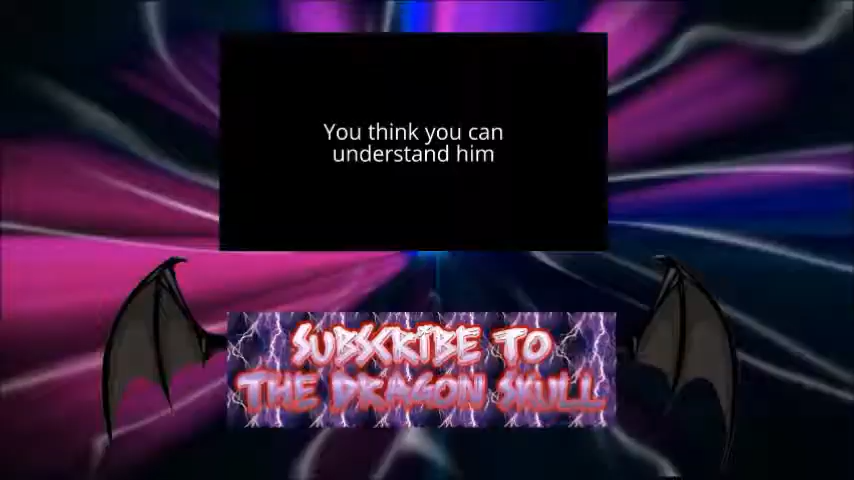 You think you can
understand him
SUBSCRIBE TO
THE DRAGON SKULL